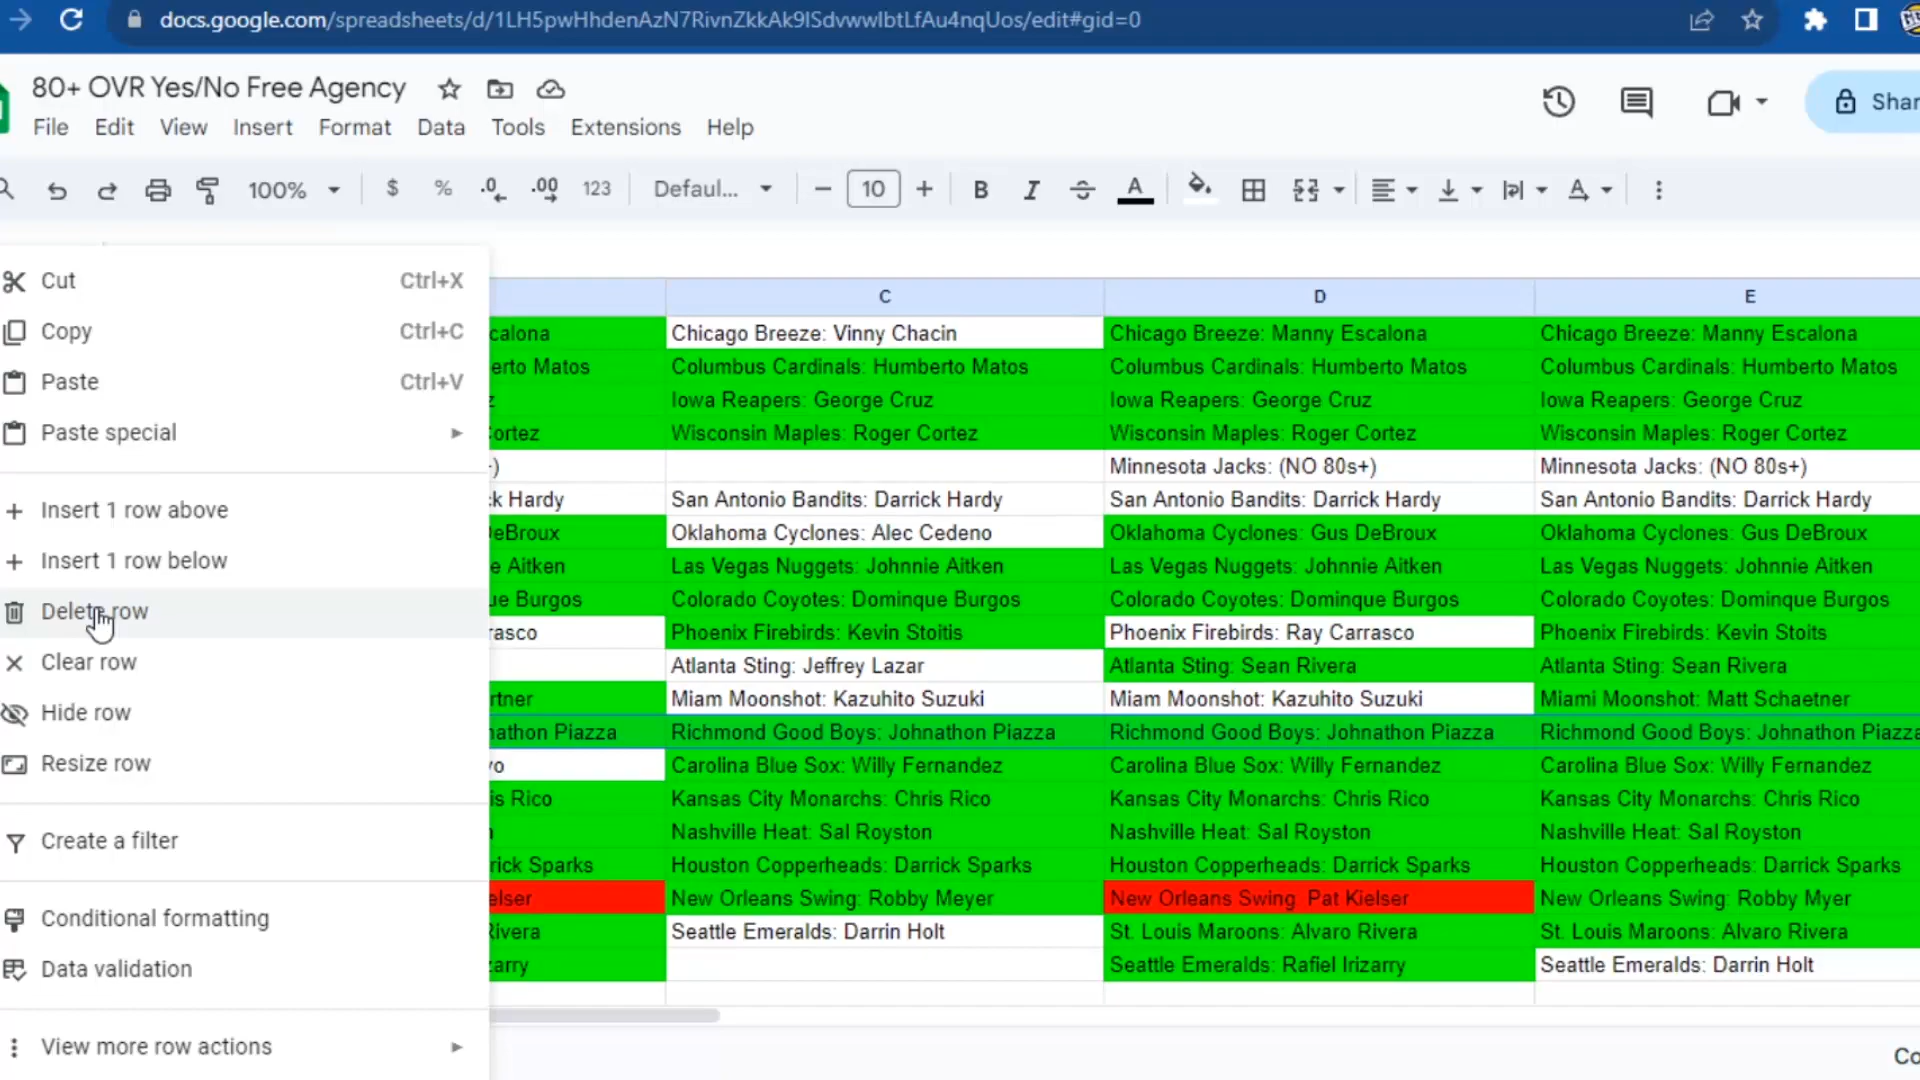 docs.google.com/spreadsheets/d/1LH5pwHhdenAzN7RivnZkkAk9ISdvwwIbtLfAu4nqUos/edit#gid=0
80+ OVR Yes/No Free Agency
File Edit View Insert Format Data Tools Extensions Help
100% $ % .0 .00 123 Defaul... 10 B I A
C D E
Cut Ctrl+X
Copy Ctrl+C
Paste Ctrl+V
Paste special
Insert 1 row above
Insert 1 row below
Delete row
Clear row
Hide row
Resize row
Create a filter
Conditional formatting
Data validation
View more row actions
Chicago Breeze: Vinny Chacin Chicago Breeze: Manny Escalona Chicago Breeze: Manny Escalona
erto Matos Columbus Cardinals: Humberto Matos Columbus Cardinals: Humberto Matos Columbus Cardinals: Humberto Matos
Iowa Reapers: George Cruz Iowa Reapers: George Cruz Iowa Reapers: George Cruz
Wisconsin Maples: Roger Cortez Wisconsin Maples: Roger Cortez Wisconsin Maples: Roger Cortez
Minnesota Jacks: (NO 80s+) Minnesota Jacks: (NO 80s+)
k Hardy San Antonio Bandits: Darrick Hardy San Antonio Bandits: Darrick Hardy San Antonio Bandits: Darrick Hardy
DeBroux Oklahoma Cyclones: Alec Cedeno Oklahoma Cyclones: Gus DeBroux Oklahoma Cyclones: Gus DeBroux
e Aitken Las Vegas Nuggets: Johnnie Aitken Las Vegas Nuggets: Johnnie Aitken Las Vegas Nuggets: Johnnie Aitken
ue Burgos Colorado Coyotes: Dominque Burgos Colorado Coyotes: Dominque Burgos Colorado Coyotes: Dominque Burgos
rasco Phoenix Firebirds: Kevin Stoitis Phoenix Firebirds: Ray Carrasco Phoenix Firebirds: Kevin Stoits
Atlanta Sting: Jeffrey Lazar Atlanta Sting: Sean Rivera Atlanta Sting: Sean Rivera
rtner Miam Moonshot: Kazuhito Suzuki Miam Moonshot: Kazuhito Suzuki Miami Moonshot: Matt Schaetner
nathon Piazza Richmond Good Boys: Johnathon Piazza Richmond Good Boys: Johnathon Piazza Richmond Good Boys: Johnathon Piazza
vo Carolina Blue Sox: Willy Fernandez Carolina Blue Sox: Willy Fernandez Carolina Blue Sox: Willy Fernandez
is Rico Kansas City Monarchs: Chris Rico Kansas City Monarchs: Chris Rico Kansas City Monarchs: Chris Rico
Nashville Heat: Sal Royston Nashville Heat: Sal Royston Nashville Heat: Sal Royston
rick Sparks Houston Copperheads: Darrick Sparks Houston Copperheads: Darrick Sparks Houston Copperheads: Darrick Sparks
elser New Orleans Swing: Robby Meyer New Orleans Swing Pat Kielser New Orleans Swing: Robby Myer
Rivera Seattle Emeralds: Darrin Holt St. Louis Maroons: Alvaro Rivera St. Louis Maroons: Alvaro Rivera
zarry Seattle Emeralds: Rafiel Irizarry Seattle Emeralds: Darrin Holt